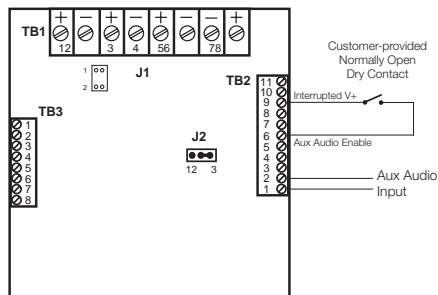 + − + − + − − +
TB1
12 3 4 56 78
J1
1
2
TB2
11
10
9
8
7
6
5
4
3
2
1
Customer-provided
Normally Open
Dry Contact
Interrupted V+
Aux Audio Enable
Aux Audio
Input
TB3
1
2
3
4
5
6
7
8
J2
12 3